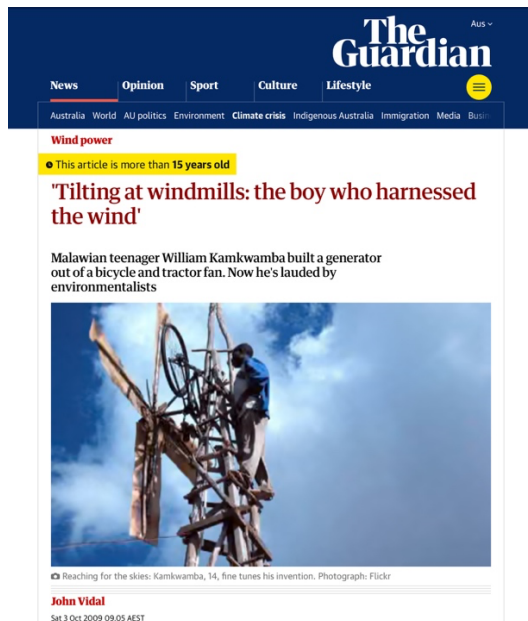 The
Guardian
Aus
News Opinion Sport Culture Lifestyle
Australia World AU politics Environment Climate crisis Indigenous Australia Immigration Media
Wind power
This article is more than 15 years old
'Tilting at windmills: the boy who harnessed
the wind'
Malawian teenager William Kamkwamba built a generator
out of a bicycle and tractor fan. Now he's lauded by
environmentalists
Reaching for the skies: Kamkwamba, 14, fine tunes his invention. Photograph: Flickr
John Vidal
Sat 3 Oct 2009 09.05 AEST